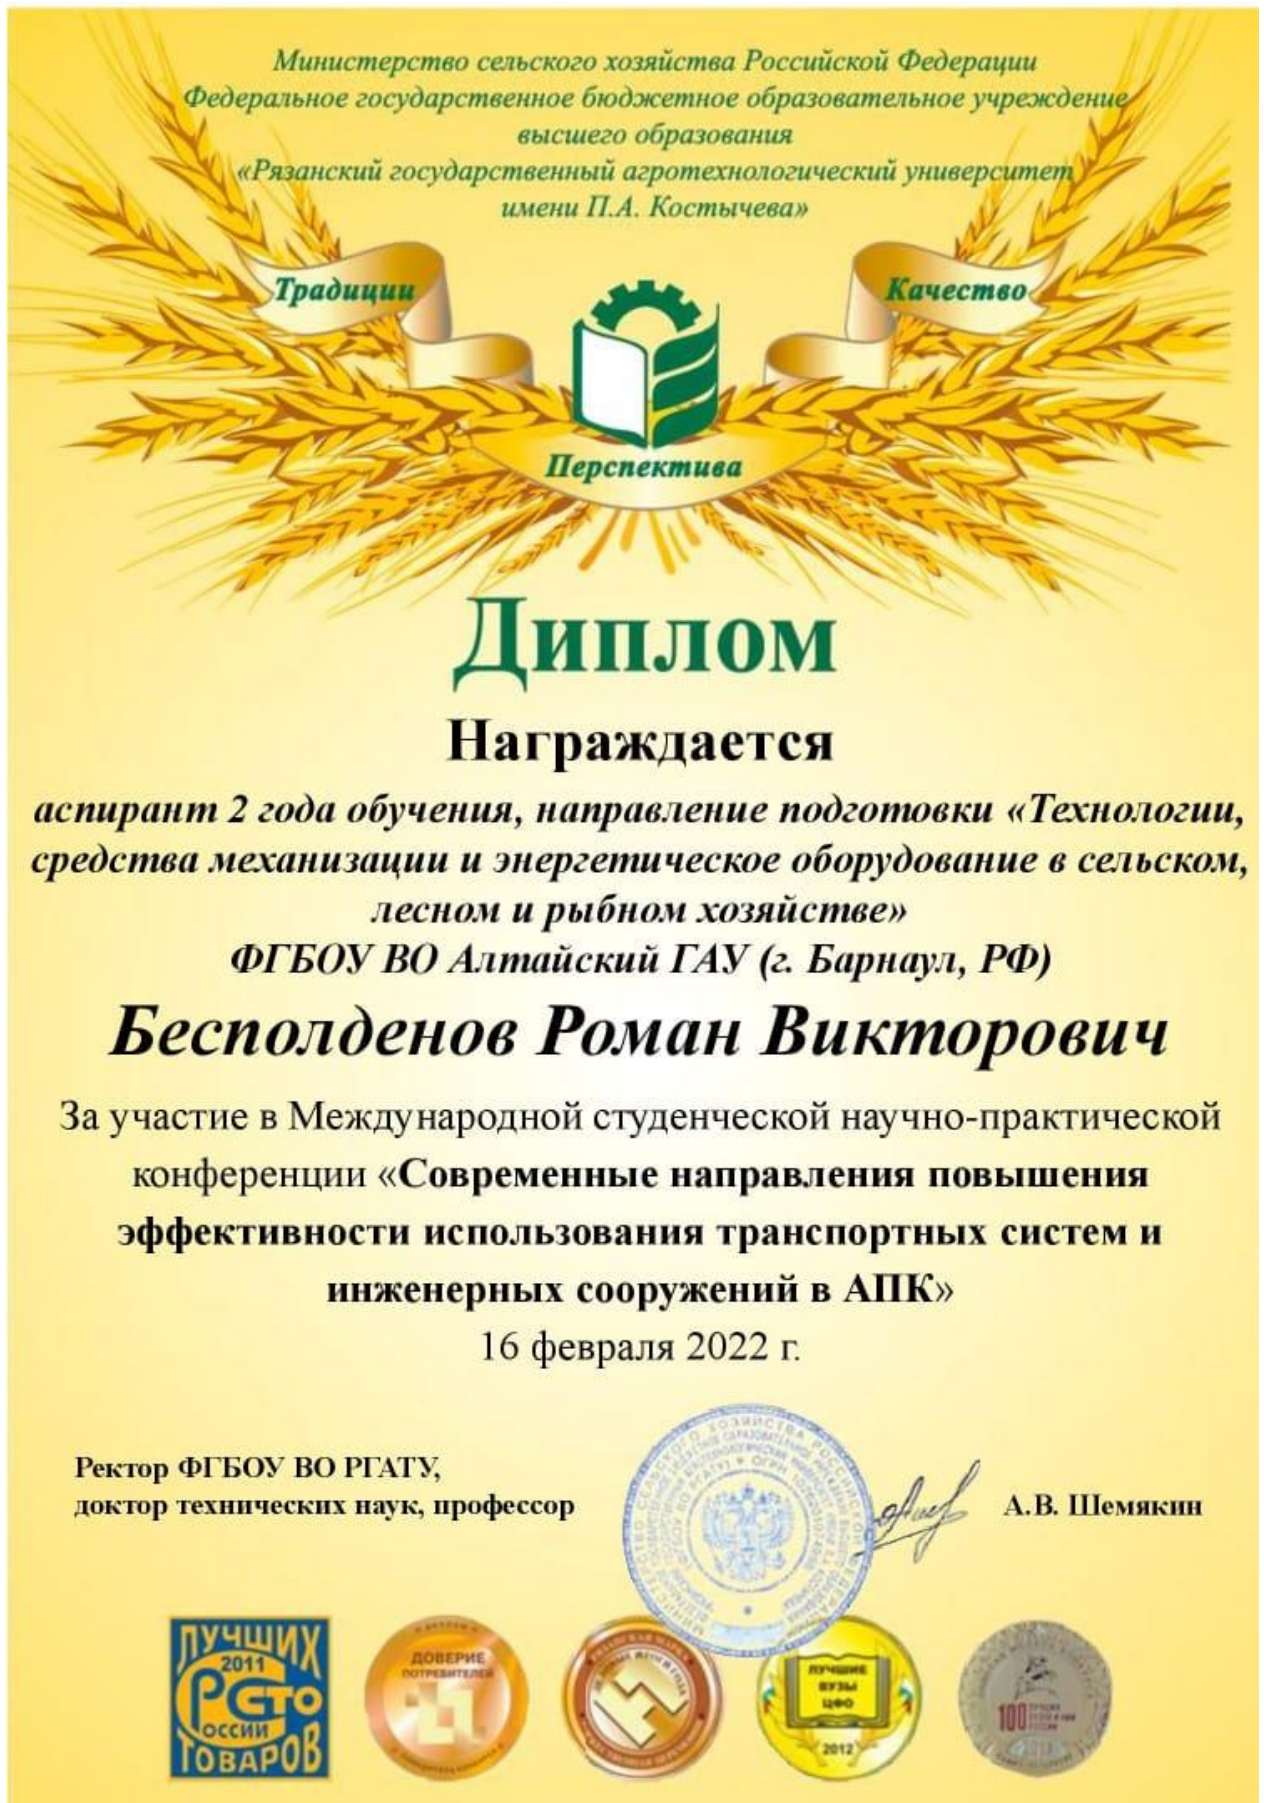 Министерство сельского хозяйства Российской Федерации
Федеральное государственное бюджетное образовательное учреждение
высшего образования
«Рязанский государственный агротехнологический университет
имени П.А. Костычева»
Традиции
Качество
Перспектива
Диплом
Награждается
аспирант 2 года обучения, направление подготовки «Технологии,
средства механизации и энергетическое оборудование в сельском,
лесном и рыбном хозяйстве»
ФГБОУ ВО Алтайский ГАУ (г. Барнаул, РФ)
Бесполденов Роман Викторович
За участие в Международной студенческой научно-практической
конференции «Современные направления повышения
эффективности использования транспортных систем и
инженерных сооружений в АПК»
16 февраля 2022 г.
Ректор ФГБОУ ВО РГАТУ,
доктор технических наук, профессор
А.В. Шемякин
ЛУЧШИХ
2011
СТО
РОССИИ
ТОВАРОВ
ДОВЕРИЕ
ПОТРЕБИТЕЛЕЙ
ЛУЧШИЕ
ВУЗЫ
ЦФО
2012
100